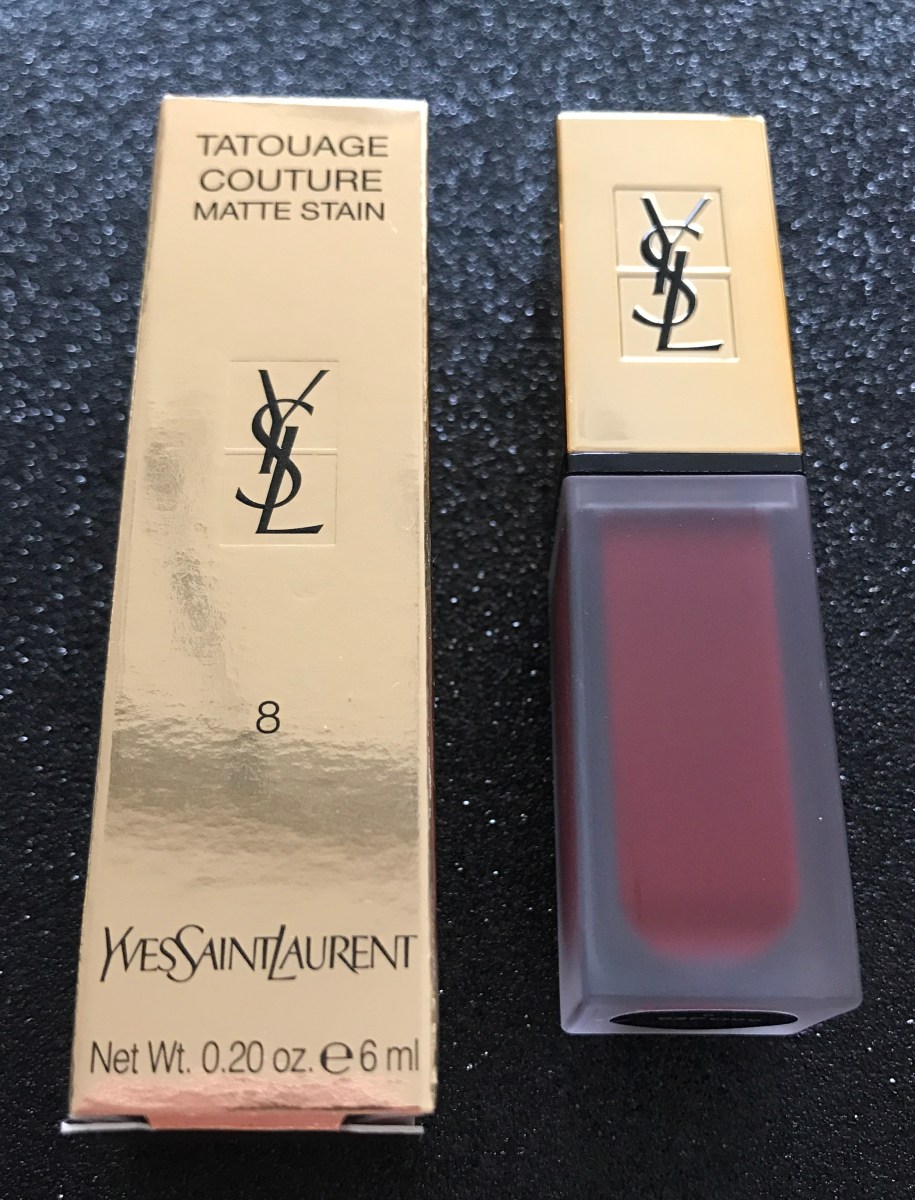 TATOUAGE
COUTURE
MATTE STAIN
YSL
8
YVESSAINTLAURENT
Net Wt. 0.20 oz. ℮ 6 ml
YSL